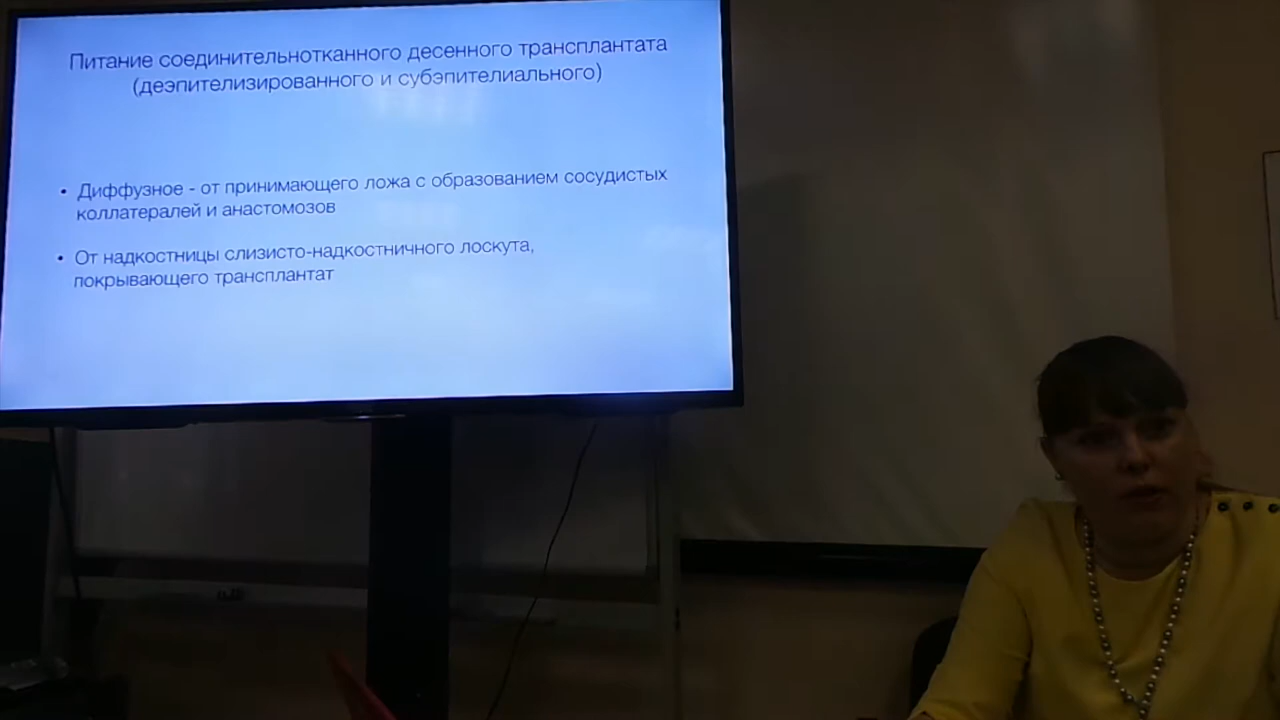 Питание соединительнотканного десенного трансплантата
(деэпителизированного и субэпителиального)
• Диффузное - от принимающего ложа с образованием сосудистых
коллатералей и анастомозов
• От надкостницы слизисто-надкостничного лоскута,
покрывающего трансплантат